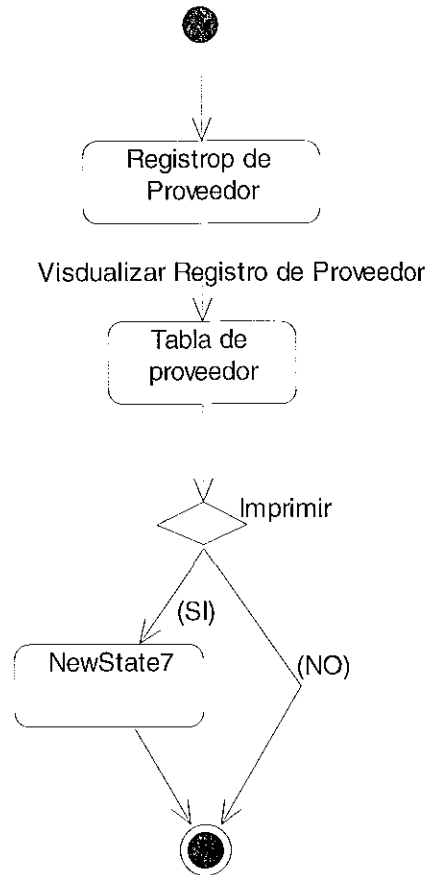 Registrop de
Proveedor
Visdualizar Registro de Proveedor
Tabla de
proveedor
Imprimir
(SI)
NewState7
(NO)